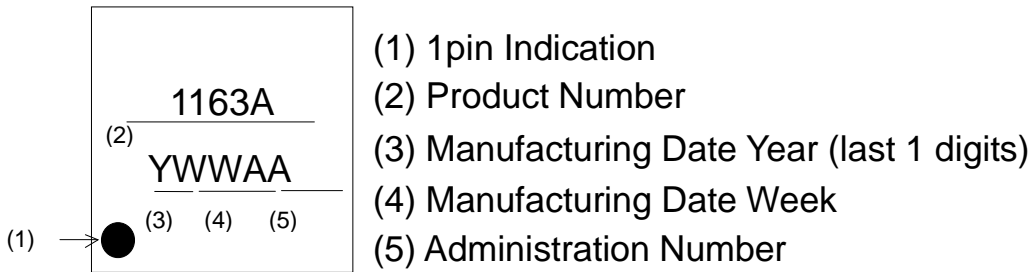 1163A
(2)
YWWAA
(3) (4) (5)
(1)
(1) 1pin Indication
(2) Product Number
(3) Manufacturing Date Year (last 1 digits)
(4) Manufacturing Date Week
(5) Administration Number